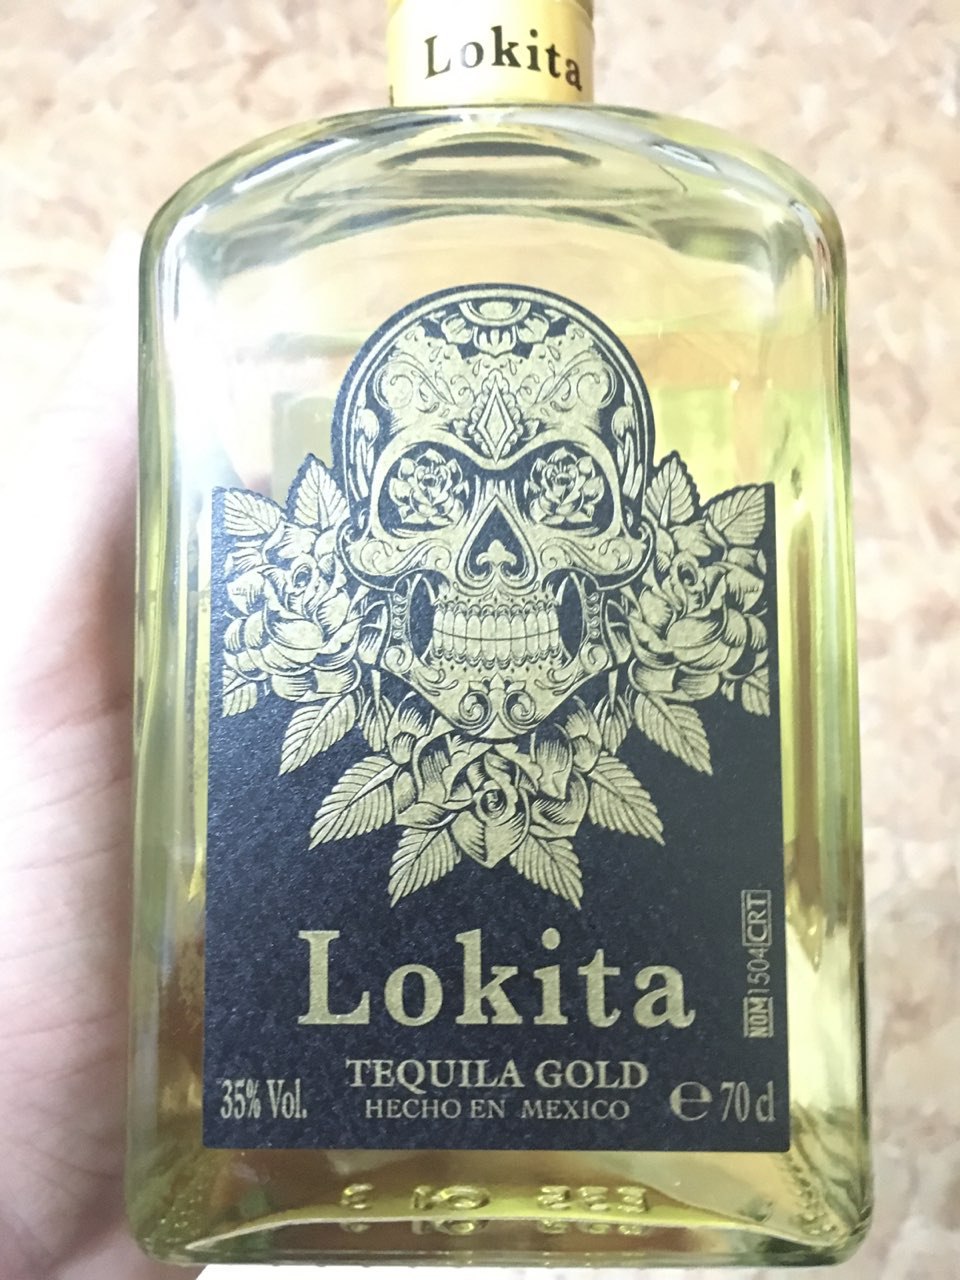 Lokita
Lokita
TEQUILA GOLD
HECHO EN MEXICO
35% Vol.
℮ 70 cl
NOM 1504 CRT